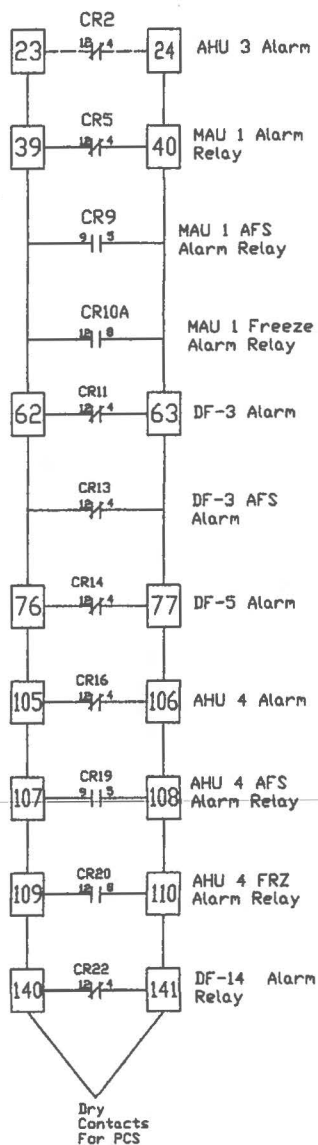 CR2
23 12 4 24 AHU 3 Alarm
CR5
39 12 4 40 MAU 1 Alarm
Relay
CR9
9 5 MAU 1 AFS
Alarm Relay
CR10A
12 8 MAU 1 Freeze
Alarm Relay
CR11
62 12 4 63 DF-3 Alarm
CR13
12 4 DF-3 AFS
Alarm
CR14
76 12 4 77 DF-5 Alarm
CR16
105 12 4 106 AHU 4 Alarm
CR19
107 9 5 108 AHU 4 AFS
Alarm Relay
CR20
109 12 8 110 AHU 4 FRZ
Alarm Relay
CR22
140 12 4 141 DF-14 Alarm
Relay
Dry
Contacts
For PCS